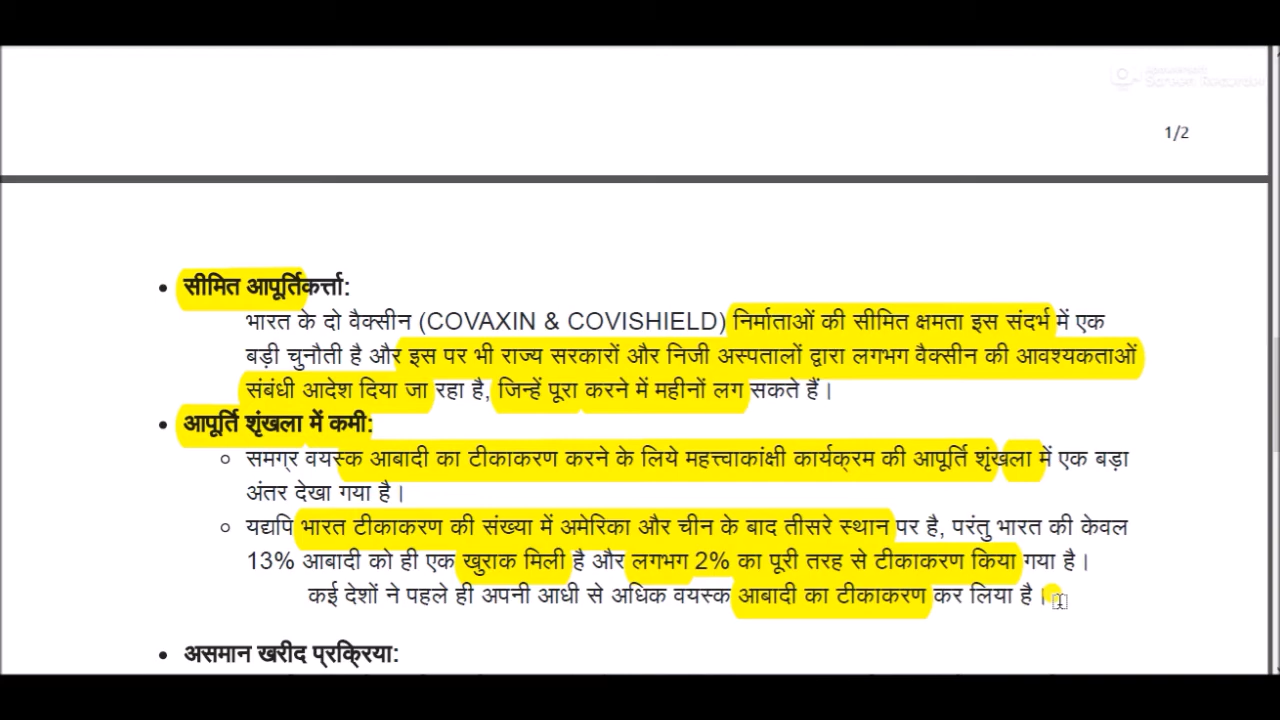 Screen Recorder
1/2
• सीमित आपूर्तिकर्त्ता:
भारत के दो वैक्सीन (COVAXIN & COVISHIELD) निर्माताओं की सीमित क्षमता इस संदर्भ में एक
बड़ी चुनौती है और इस पर भी राज्य सरकारों और निजी अस्पतालों द्वारा लगभग वैक्सीन की आवश्यकताओं
संबंधी आदेश दिया जा रहा है, जिन्हें पूरा करने में महीनों लग सकते हैं।
• आपूर्ति शृंखला में कमी:
○ समग्र वयस्क आबादी का टीकाकरण करने के लिये महत्त्वाकांक्षी कार्यक्रम की आपूर्ति शृंखला में एक बड़ा
अंतर देखा गया है।
○ यद्यपि भारत टीकाकरण की संख्या में अमेरिका और चीन के बाद तीसरे स्थान पर है, परंतु भारत की केवल
13% आबादी को ही एक खुराक मिली है और लगभग 2% का पूरी तरह से टीकाकरण किया गया है।
कई देशों ने पहले ही अपनी आधी से अधिक वयस्क आबादी का टीकाकरण कर लिया है।
• असमान खरीद प्रक्रिया: